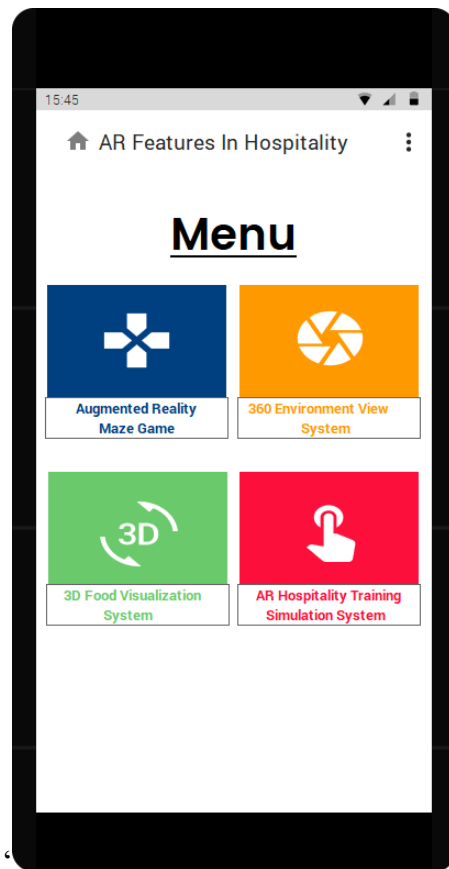 15:45
AR Features In Hospitality
Menu
Augmented Reality
Maze Game
360 Environment View
System
3D
3D Food Visualization
System
AR Hospitality Training
Simulation System
‘